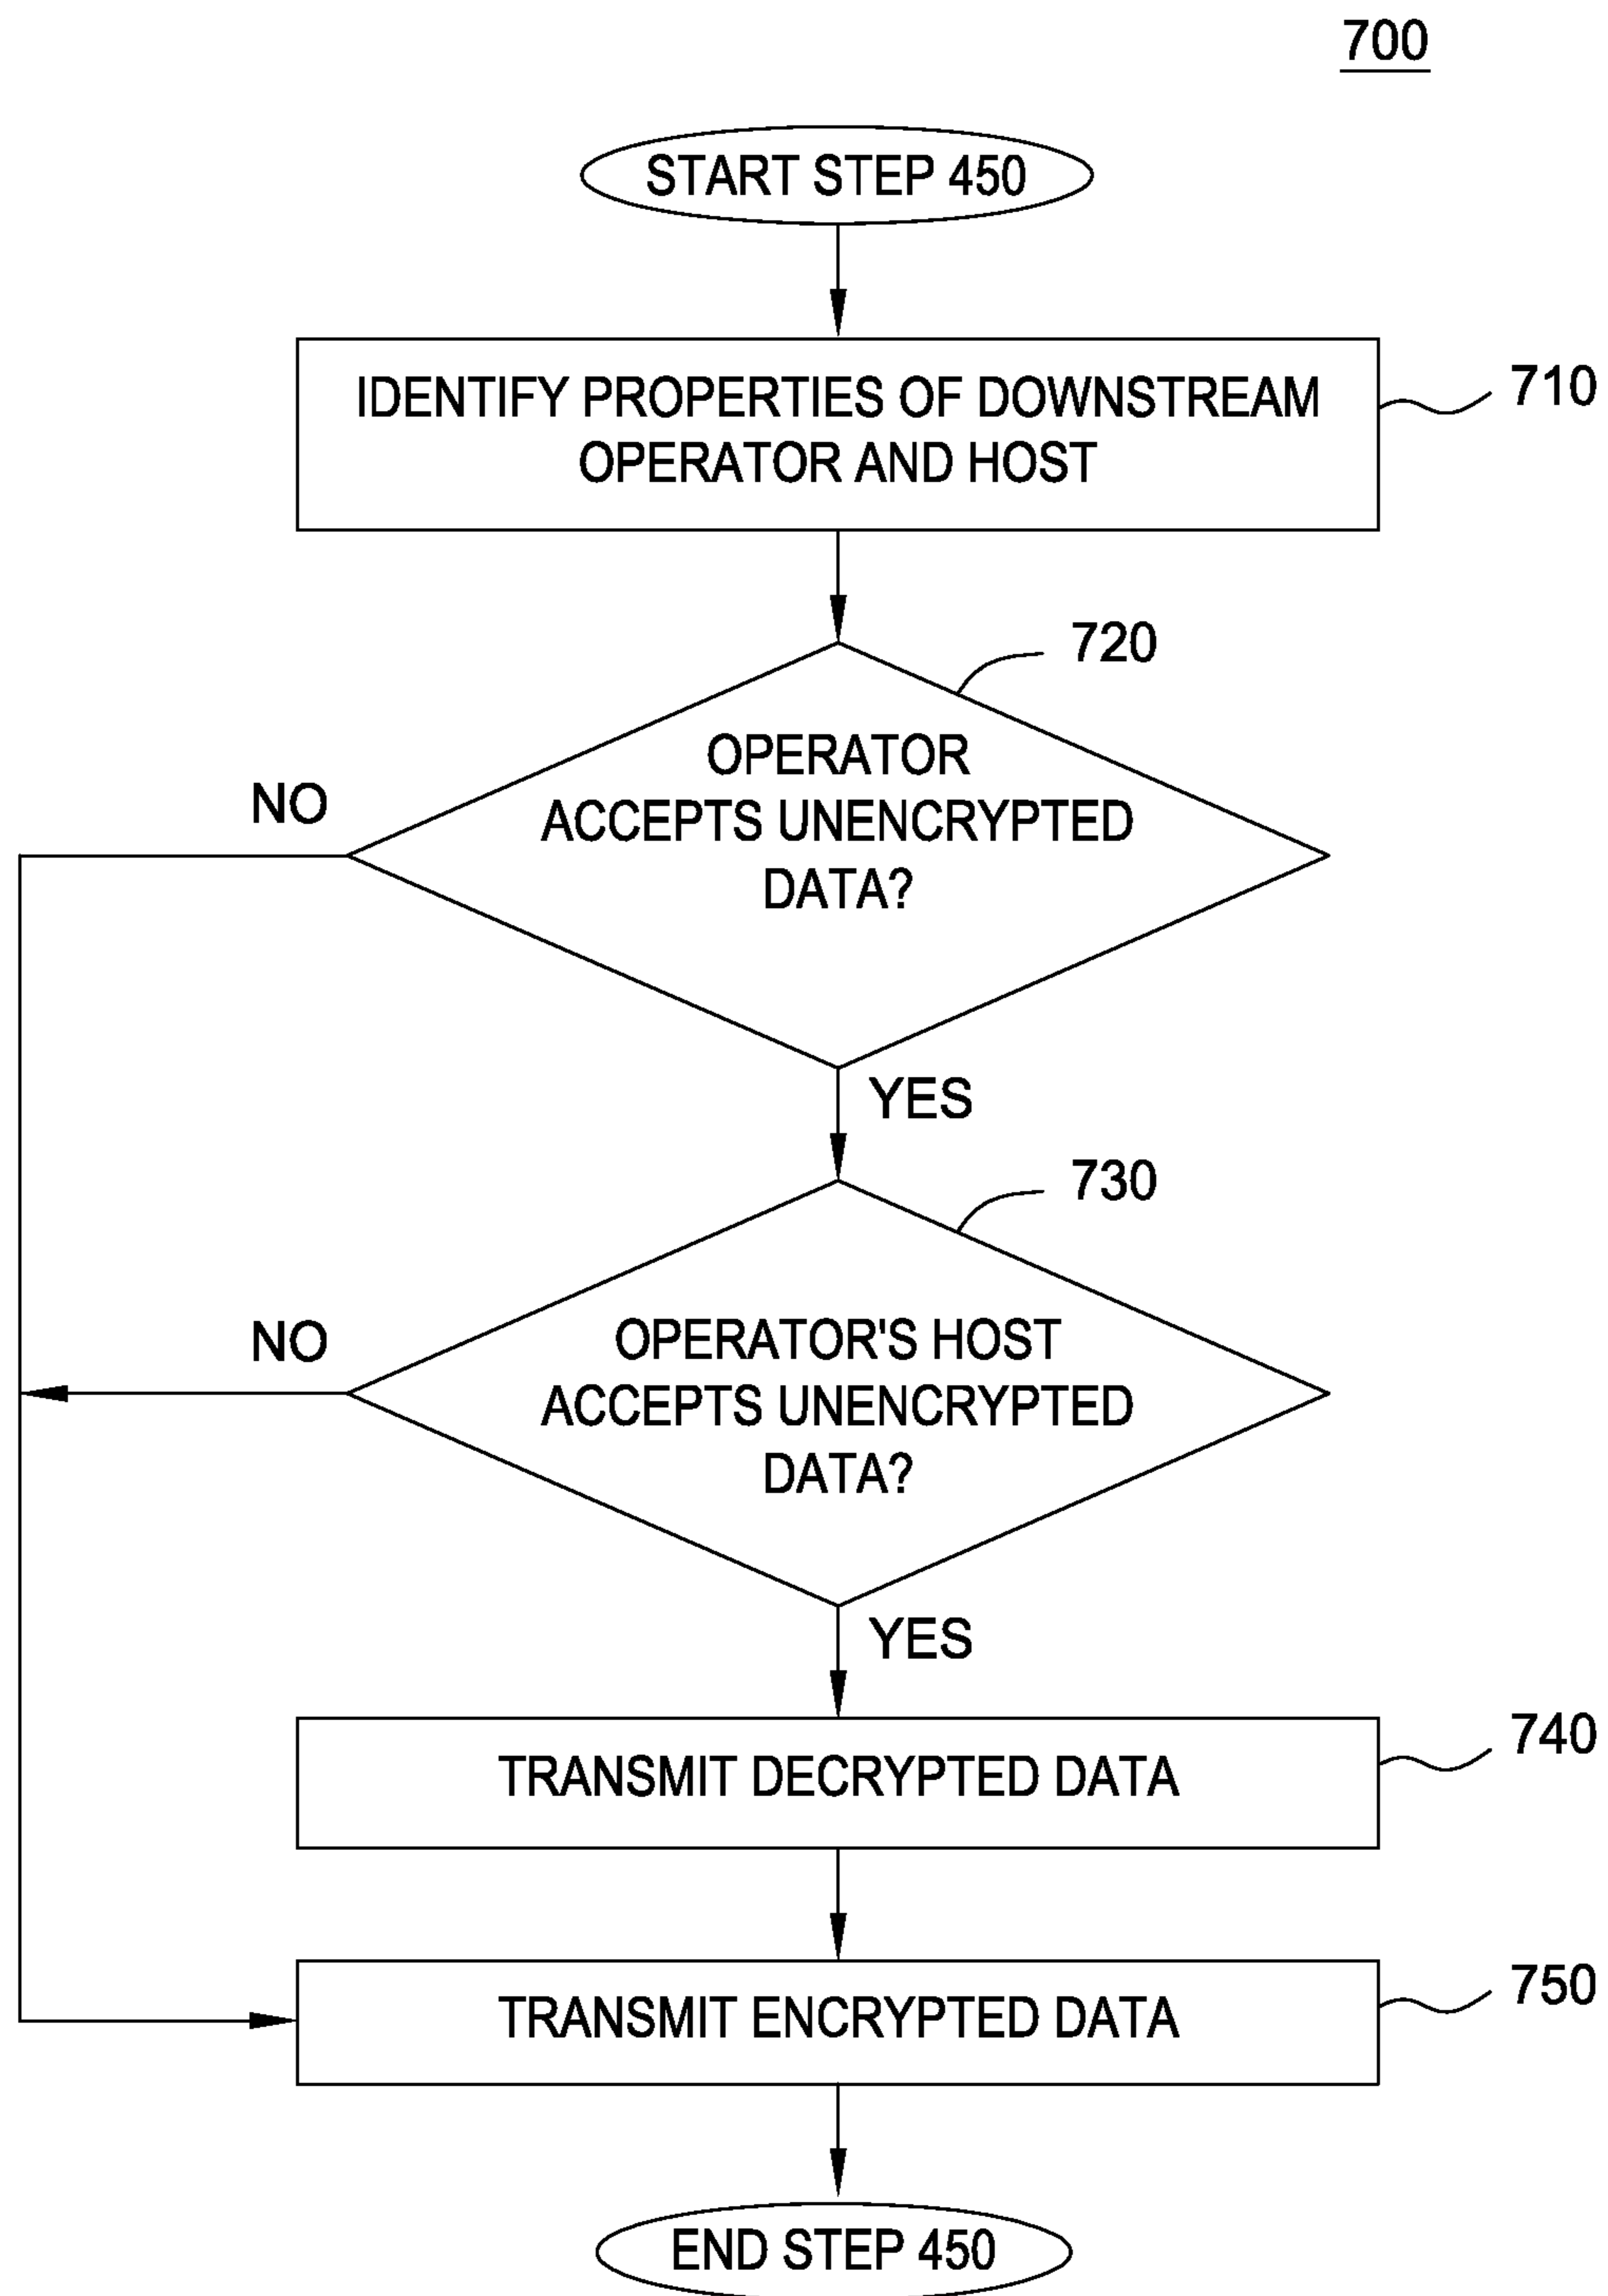 700
START STEP 450
IDENTIFY PROPERTIES OF DOWNSTREAM
OPERATOR AND HOST
710
720
OPERATOR
ACCEPTS UNENCRYPTED
DATA?
NO
YES
730
OPERATOR'S HOST
ACCEPTS UNENCRYPTED
DATA?
NO
YES
TRANSMIT DECRYPTED DATA
740
TRANSMIT ENCRYPTED DATA
750
END STEP 450